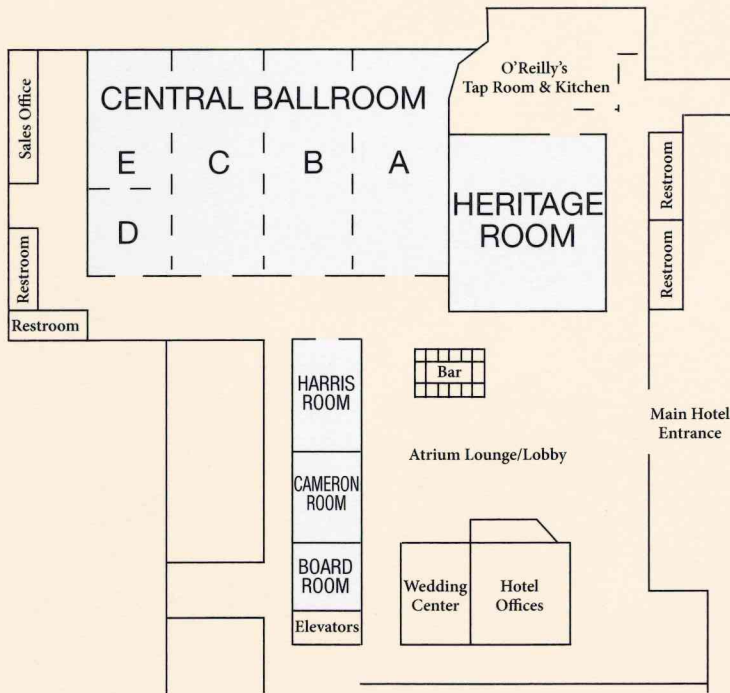 O'Reilly's
Tap Room & Kitchen
Sales Office
CENTRAL BALLROOM
E
C
B
A
D
HERITAGE
ROOM
Restroom
Restroom
Restroom
Restroom
Bar
HARRIS
ROOM
Main Hotel
Entrance
Atrium Lounge/Lobby
CAMERON
ROOM
BOARD
ROOM
Wedding
Center
Hotel
Offices
Elevators